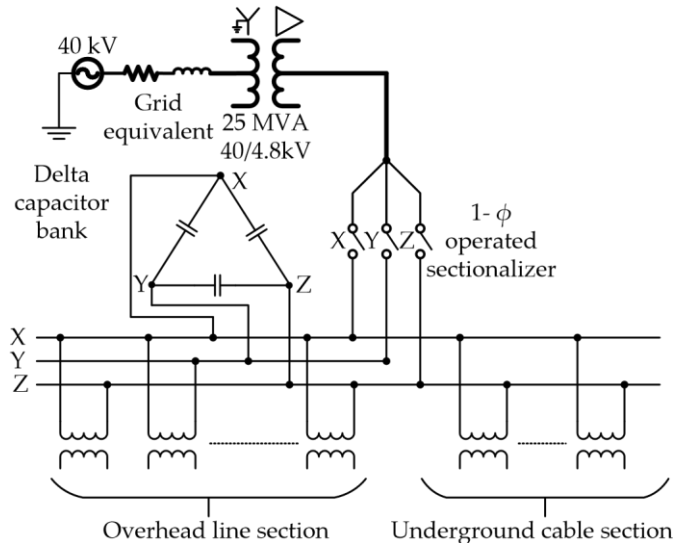 40 kV
Grid
equivalent
25 MVA
40/4.8kV
Delta
capacitor
bank
X
Y
Z
X
Y
Z
1- ϕ
operated
sectionalizer
X
Y
Z
Overhead line section
Underground cable section